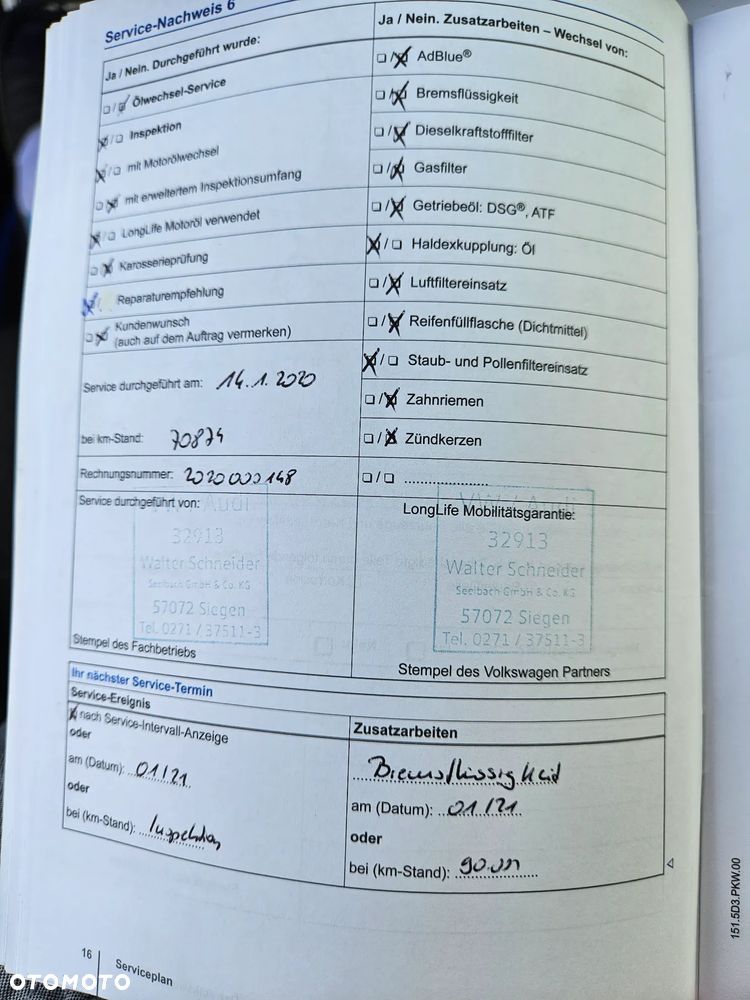 Service-Nachweis 6
Ja / Nein. Durchgeführt wurde:
☐/☒ Ölwechsel-Service
☒/☐ Inspektion
☒/☐ mit Motorölwechsel
☐/☒ mit erweitertem Inspektionsumfang
☒/☐ LongLife Motoröl verwendet
☐/☒ Karosserieprüfung
☒/ Reparaturempfehlung
☐/☒ Kundenwunsch
(auch auf dem Auftrag vermerken)
Service durchgeführt am: 14.1.2020
bei km-Stand: 70874
Rechnungsnummer: 2020000148
Service durchgeführt von:
32913
Walter Schneider
Seelbach GmbH & Co. KG
57072 Siegen
Tel. 0271 / 37511-3
Stempel des Fachbetriebs
Ja / Nein. Zusatzarbeiten – Wechsel von:
☐/☒ AdBlue®
☐/☒ Bremsflüssigkeit
☐/☒ Dieselkraftstofffilter
☐/☒ Gasfilter
☐/☒ Getriebeöl: DSG®, ATF
☒/☐ Haldexkupplung: Öl
☐/☒ Luftfiltereinsatz
☐/☒ Reifenfüllflasche (Dichtmittel)
☒/☐ Staub- und Pollenfiltereinsatz
☐/☒ Zahnriemen
☐/☒ Zündkerzen
☐/☐ .....................
LongLife Mobilitätsgarantie:
32913
Walter Schneider
Seelbach GmbH & Co. KG
57072 Siegen
Tel. 0271 / 37511-3
Stempel des Volkswagen Partners
Ihr nächster Service-Termin
Service-Ereignis
☒ nach Service-Intervall-Anzeige
oder
am (Datum): 01/21
oder
bei (km-Stand): Inspektion
Zusatzarbeiten
Bremsflüssigkeit
am (Datum): 01/21
oder
bei (km-Stand):
16
Serviceplan
151.5D3.PKW.00
OTOMOTO